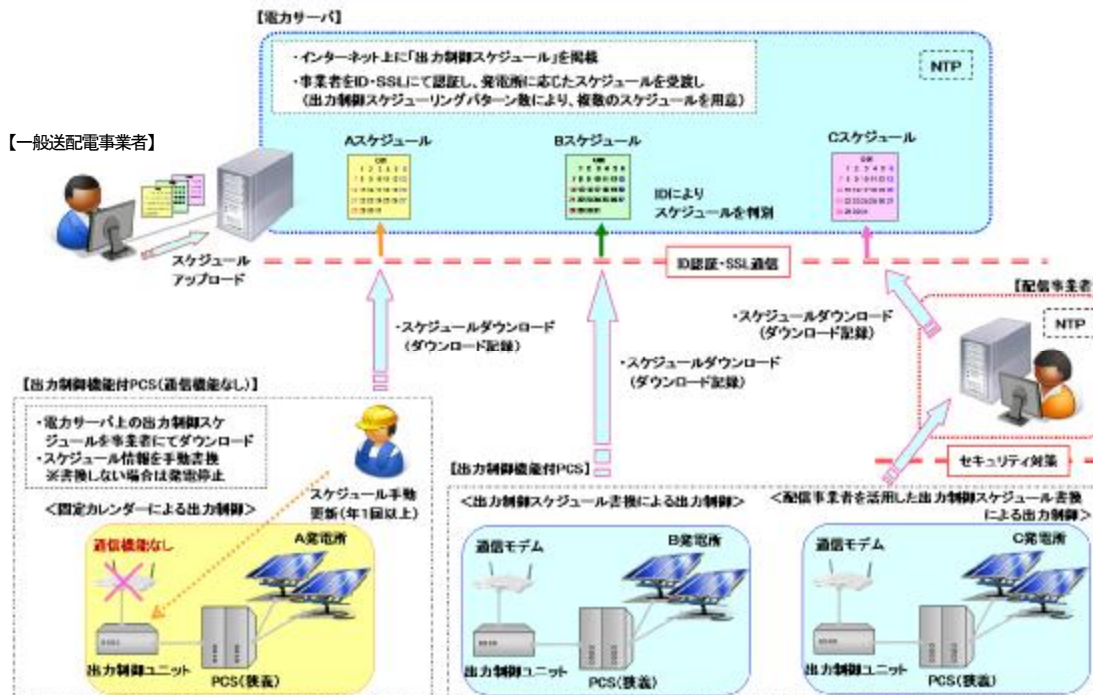 【電力サーバ】
・インターネット上に「出力制御スケジュール」を掲載
・事業者をID・SSLにて認証し、発電所に応じたスケジュールを受渡し
(出力制御スケジューリングパターン数により、複数のスケジュールを用意)
NTP
【一般送配電事業者】
Aスケジュール
Bスケジュール
Cスケジュール
IDにより
スケジュールを判別
スケジュール
アップロード
ID認証・SSL通信
【配信事業者
NTP
・スケジュールダウンロード
(ダウンロード記録)
・スケジュールダウンロード
(ダウンロード記録)
・スケジュールダウンロード
(ダウンロード記録)
セキュリティ対策
【出力制御機能付PCS(通信機能なし)】
・電力サーバ上の出力制御スケ
ジュールを事業者にてダウンロード
・スケジュール情報を手動書換
※書換しない場合は発電停止
スケジュール手動
更新(年1回以上)
<固定カレンダーによる出力制御>
通信機能なし
A発電所
出力制御ユニット
PCS(狭義)
【出力制御機能付PCS】
<出力制御スケジュール書換による出力制御>
通信モデム
B発電所
出力制御ユニット
PCS(狭義)
<配信事業者を活用した出力制御スケジュール書換
による出力制御>
通信モデム
C発電所
出力制御ユニット
PCS(狭義)